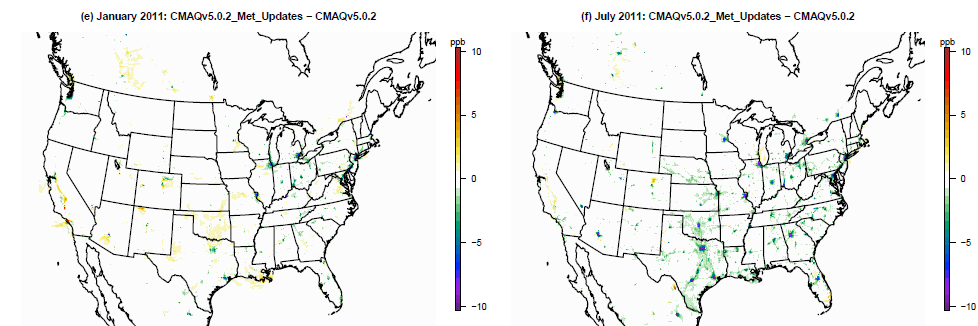 (e) January 2011: CMAQv5.0.2_Met_Updates − CMAQv5.0.2
ppb
10
5
0
−5
−10
(f) July 2011: CMAQv5.0.2_Met_Updates − CMAQv5.0.2
ppb
10
5
0
−5
−10